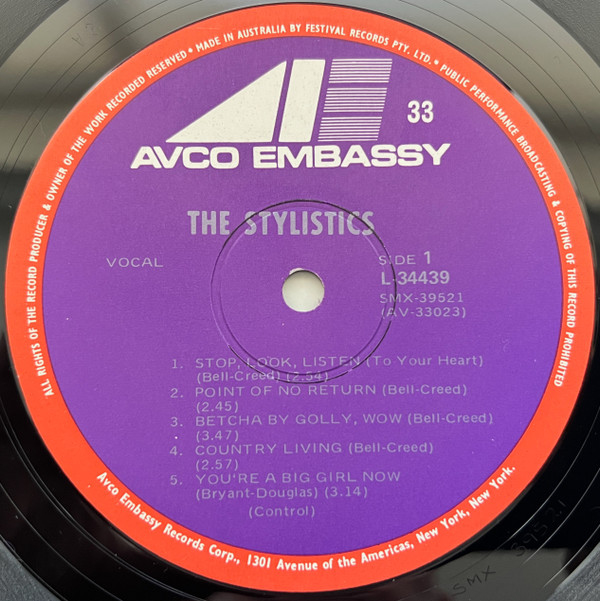 ALL RIGHTS OF THE RECORD PRODUCER & OWNER OF THE WORK RECORDED RESERVED • MADE IN AUSTRALIA BY FESTIVAL RECORDS PTY. LTD. • PUBLIC PERFORMANCE BROADCASTING & COPYING OF THIS RECORD PROHIBITED
33
AVCO EMBASSY
THE STYLISTICS
VOCAL
SIDE 1
L 34439
SMX-39521
(AV-33023)
1. STOP, LOOK, LISTEN (To Your Heart)
(Bell-Creed) (2.54)
2. POINT OF NO RETURN (Bell-Creed)
(2.45)
3. BETCHA BY GOLLY, WOW (Bell-Creed)
(3.47)
4. COUNTRY LIVING (Bell-Creed)
(2.57)
5. YOU'RE A BIG GIRL NOW
(Bryant-Douglas) (3.14)
(Control)
Avco Embassy Records Corp., 1301 Avenue of the Americas, New York, New York.
SMX 39521